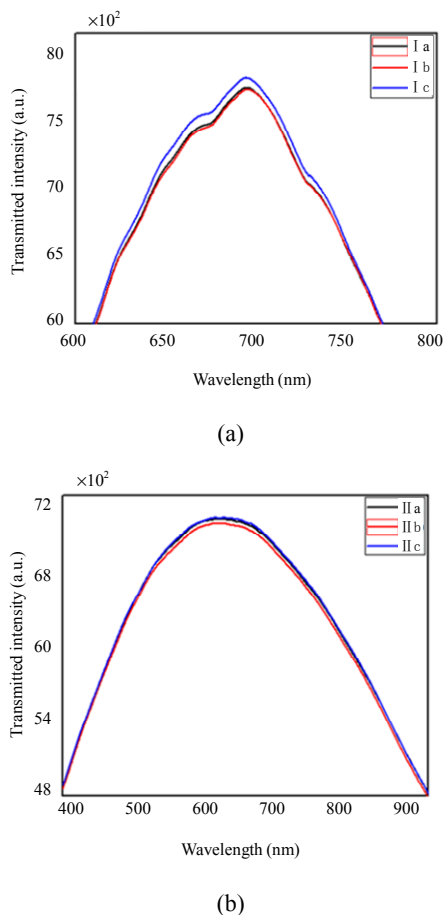 ×10²
80
75
70
65
60
Transmitted intensity (a.u.)
Ⅰa
Ⅰb
Ⅰc
600 650 700 750 800
Wavelength (nm)
(a)
×10²
72
68
60
54
48
Transmitted intensity (a.u.)
Ⅱa
Ⅱb
Ⅱc
400 500 600 700 800 900
Wavelength (nm)
(b)